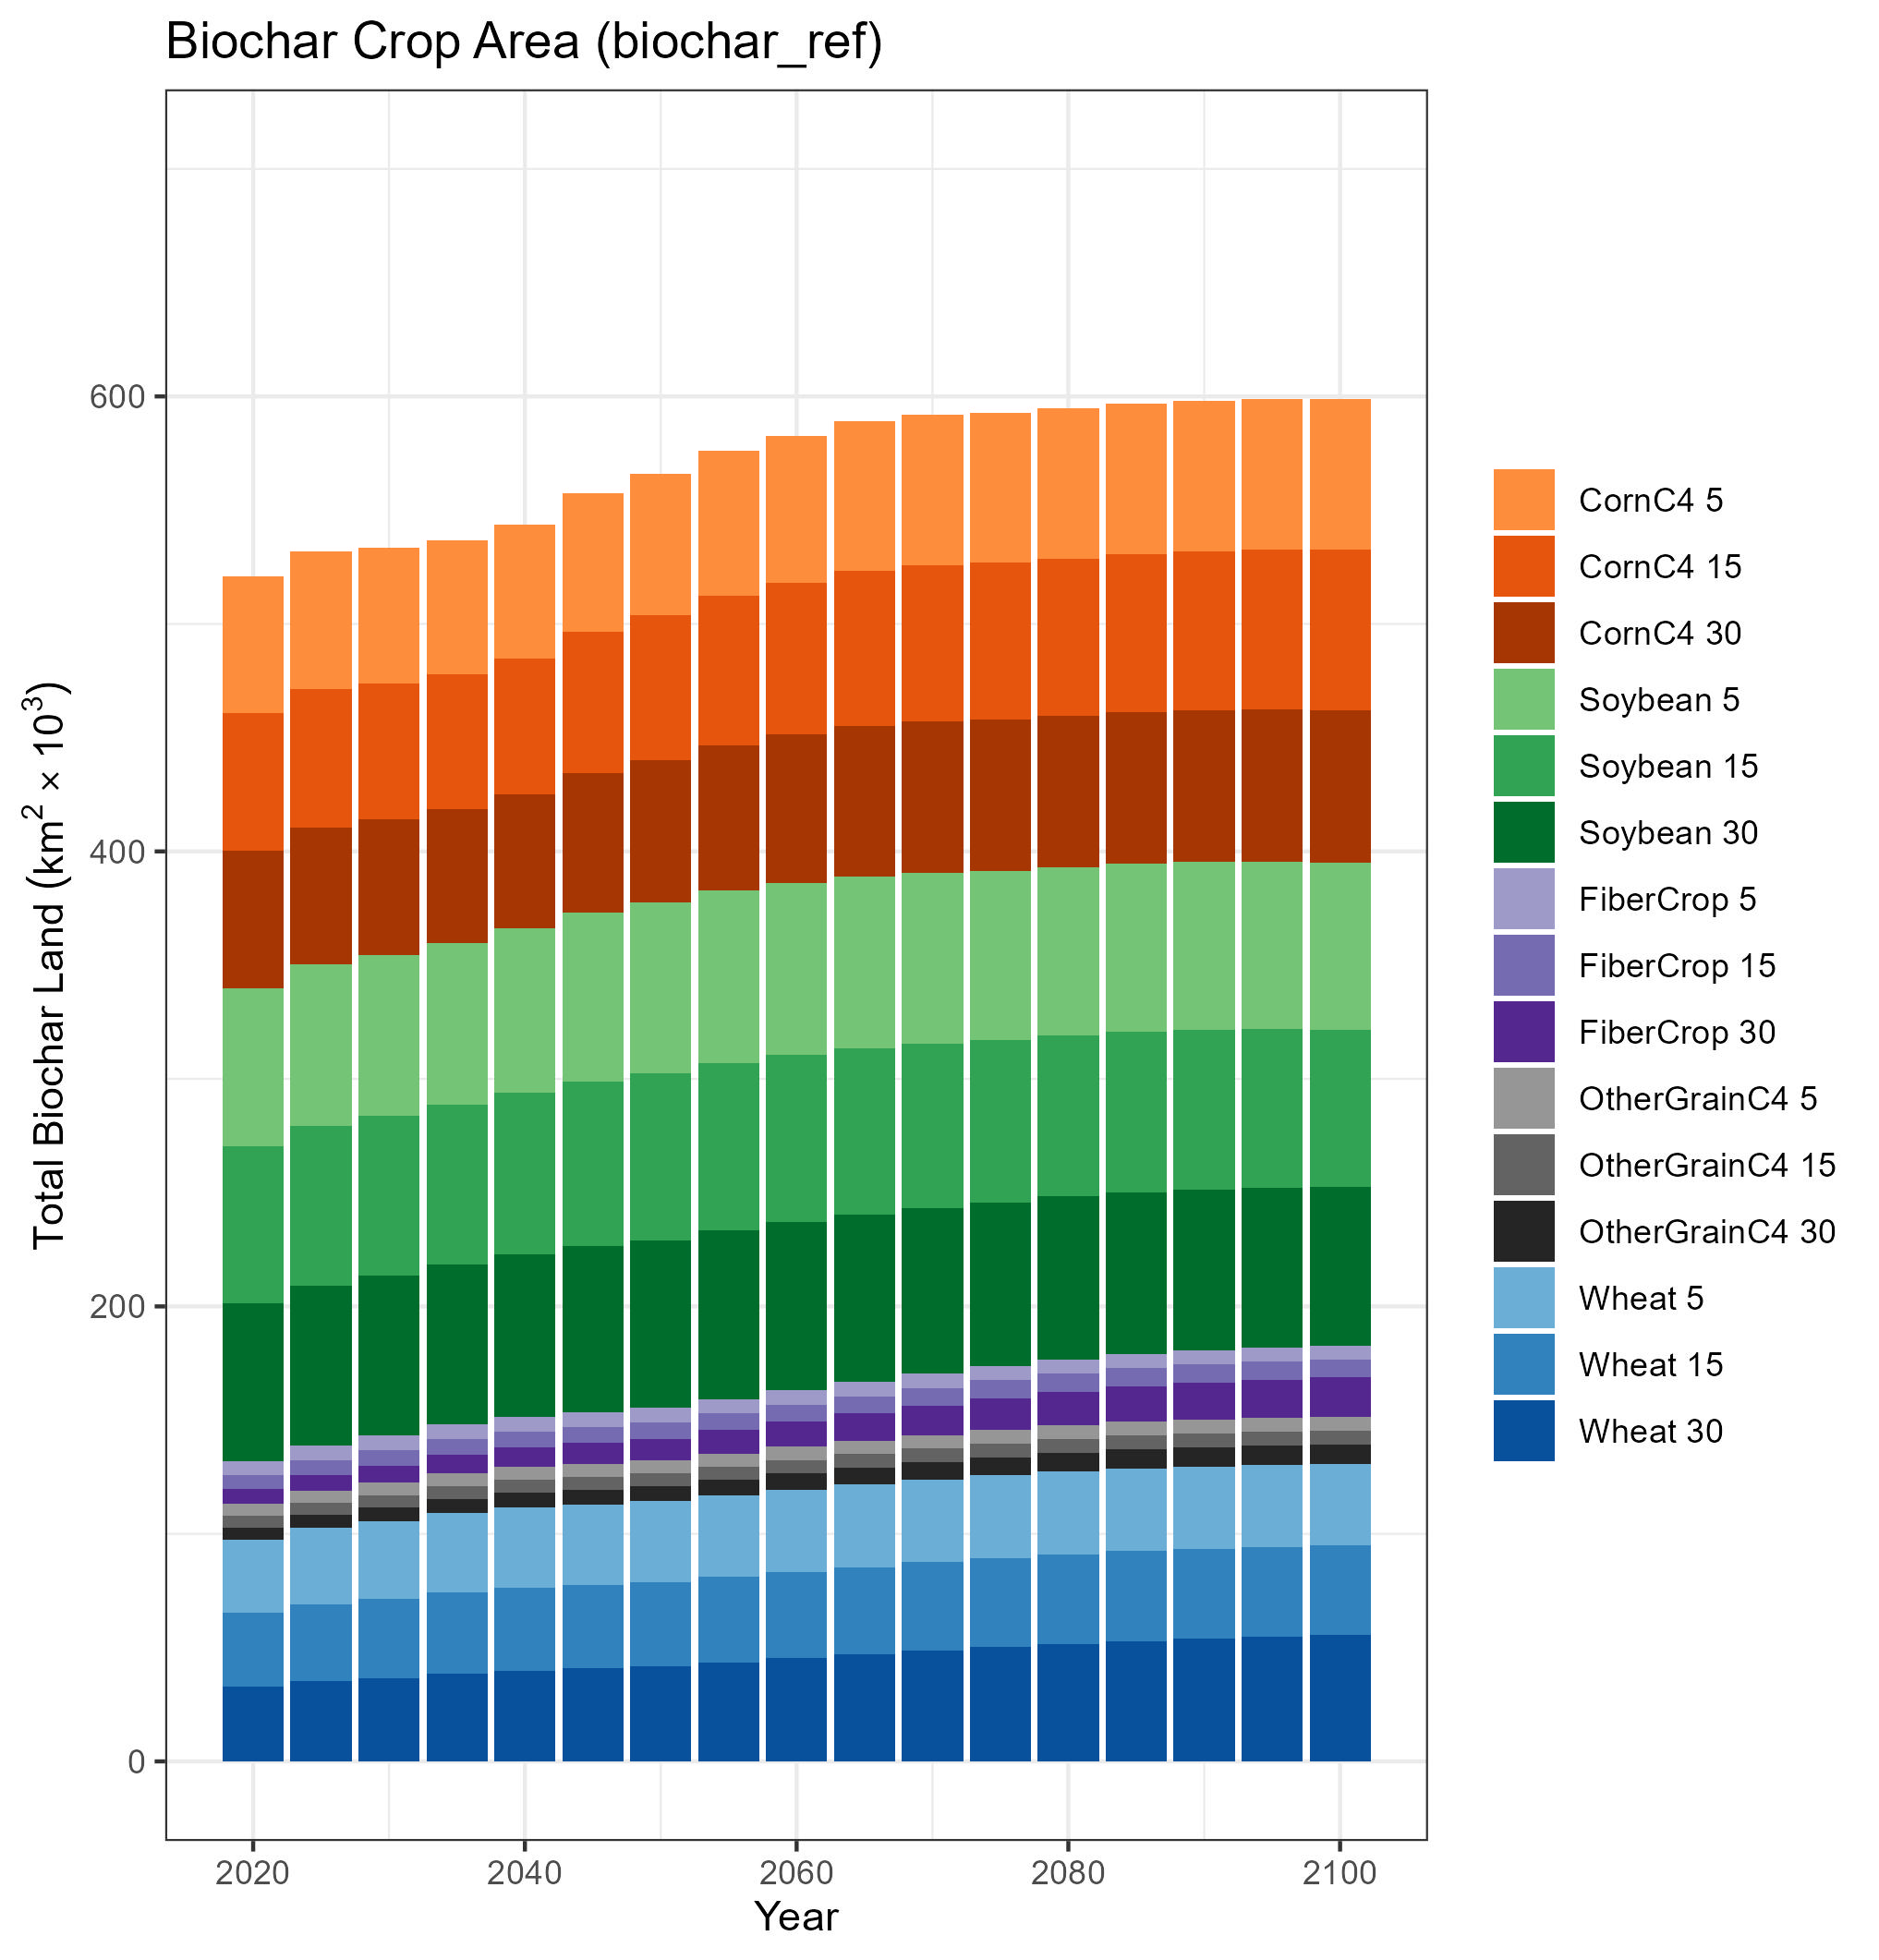 Biochar Crop Area (biochar_ref)
Total Biochar Land (km² × 10³)
600
400
200
0
2020 2040 2060 2080 2100
Year
CornC4 5
CornC4 15
CornC4 30
Soybean 5
Soybean 15
Soybean 30
FiberCrop 5
FiberCrop 15
FiberCrop 30
OtherGrainC4 5
OtherGrainC4 15
OtherGrainC4 30
Wheat 5
Wheat 15
Wheat 30